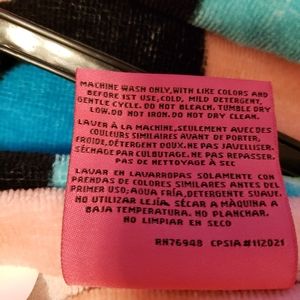 MACHINE WASH ONLY, WITH LIKE COLORS AND
BEFORE 1ST USE, COLD, MILD DETERGENT,
GENTLE CYCLE. DO NOT BLEACH. TUMBLE DRY
LOW. DO NOT IRON. DO NOT DRY CLEAN.
LAVER À LA MACHINE, SEULEMENT AVEC DES
COULEURS SIMILAIRES AVANT DE PORTER,
FROIDE, DÉTERGENT DOUX. NE PAS JAVELLISER.
SÉCHAGE PAR CULBUTAGE. NE PAS REPASSER.
PAS DE NETTOYAGE À SEC
LAVAR EN LAVARROPAS SOLAMENTE CON
PRENDAS DE COLORES SIMILARES ANTES DEL
PRIMER USO; AQUA FRÍA, DETERGENTE SUAVE.
NO UTILIZAR LEJÍA. SÉCAR A MÀQUINA A
BAJA TEMPERATURA. NO PLANCHAR.
NO LIMPIAR EN SECO
RN76948 CPSIA#112021